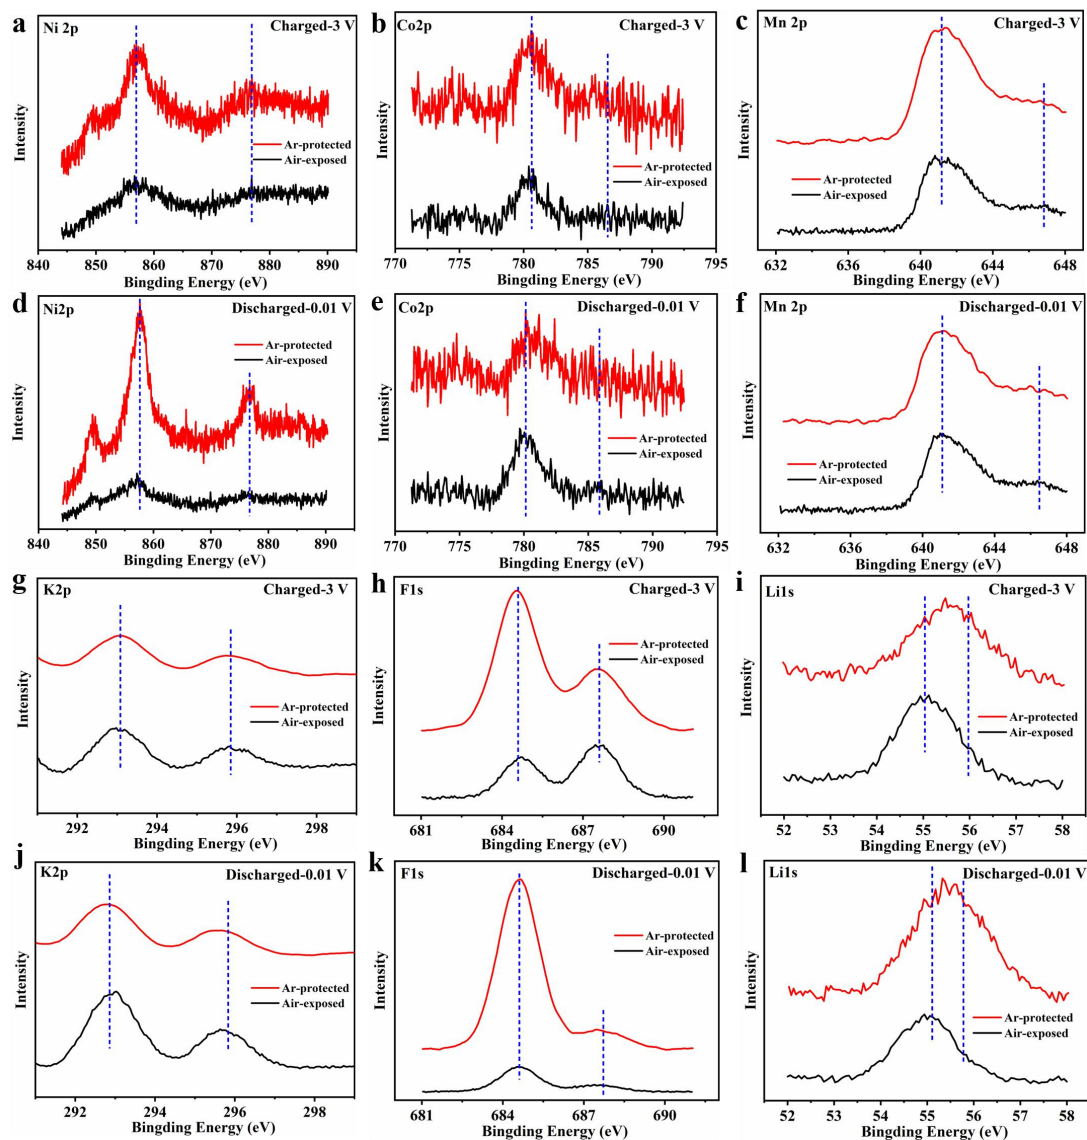 a
Ni 2p
Charged-3 V
Intensity
Ar-protected
Air-exposed
840 850 860 870 880 890
Bingding Energy (eV)
b
Co2p
Charged-3 V
Intensity
Ar-protected
Air-exposed
770 775 780 785 790 795
Bingding Energy (eV)
c
Mn 2p
Charged-3 V
Intensity
Ar-protected
Air-exposed
632 636 640 644 648
Bingding Energy (eV)
d
Ni2p
Discharged-0.01 V
Intensity
Ar-protected
Air-exposed
840 850 860 870 880 890
Bingding Energy (eV)
e
Co2p
Discharged-0.01 V
Intensity
Ar-protected
Air-exposed
770 775 780 785 790 795
Bingding Energy (eV)
f
Mn 2p
Discharged-0.01 V
Intensity
Ar-protected
Air-exposed
632 636 640 644 648
Bingding Energy (eV)
g
K2p
Charged-3 V
Intensity
Ar-protected
Air-exposed
292 294 296 298
Bingding Energy (eV)
h
F1s
Charged-3 V
Intensity
Ar-protected
Air-exposed
681 684 687 690
Bingding Energy (eV)
i
Li1s
Charged-3 V
Intensity
Ar-protected
Air-exposed
52 53 54 55 56 57 58
Bingding Energy (eV)
j
K2p
Discharged-0.01 V
Intensity
Ar-protected
Air-exposed
292 294 296 298
Bingding Energy (eV)
k
F1s
Discharged-0.01 V
Intensity
Ar-protected
Air-exposed
681 684 687 690
Bingding Energy (eV)
l
Li1s
Discharged-0.01 V
Intensity
Ar-protected
Air-exposed
52 53 54 55 56 57 58
Bingding Energy (eV)